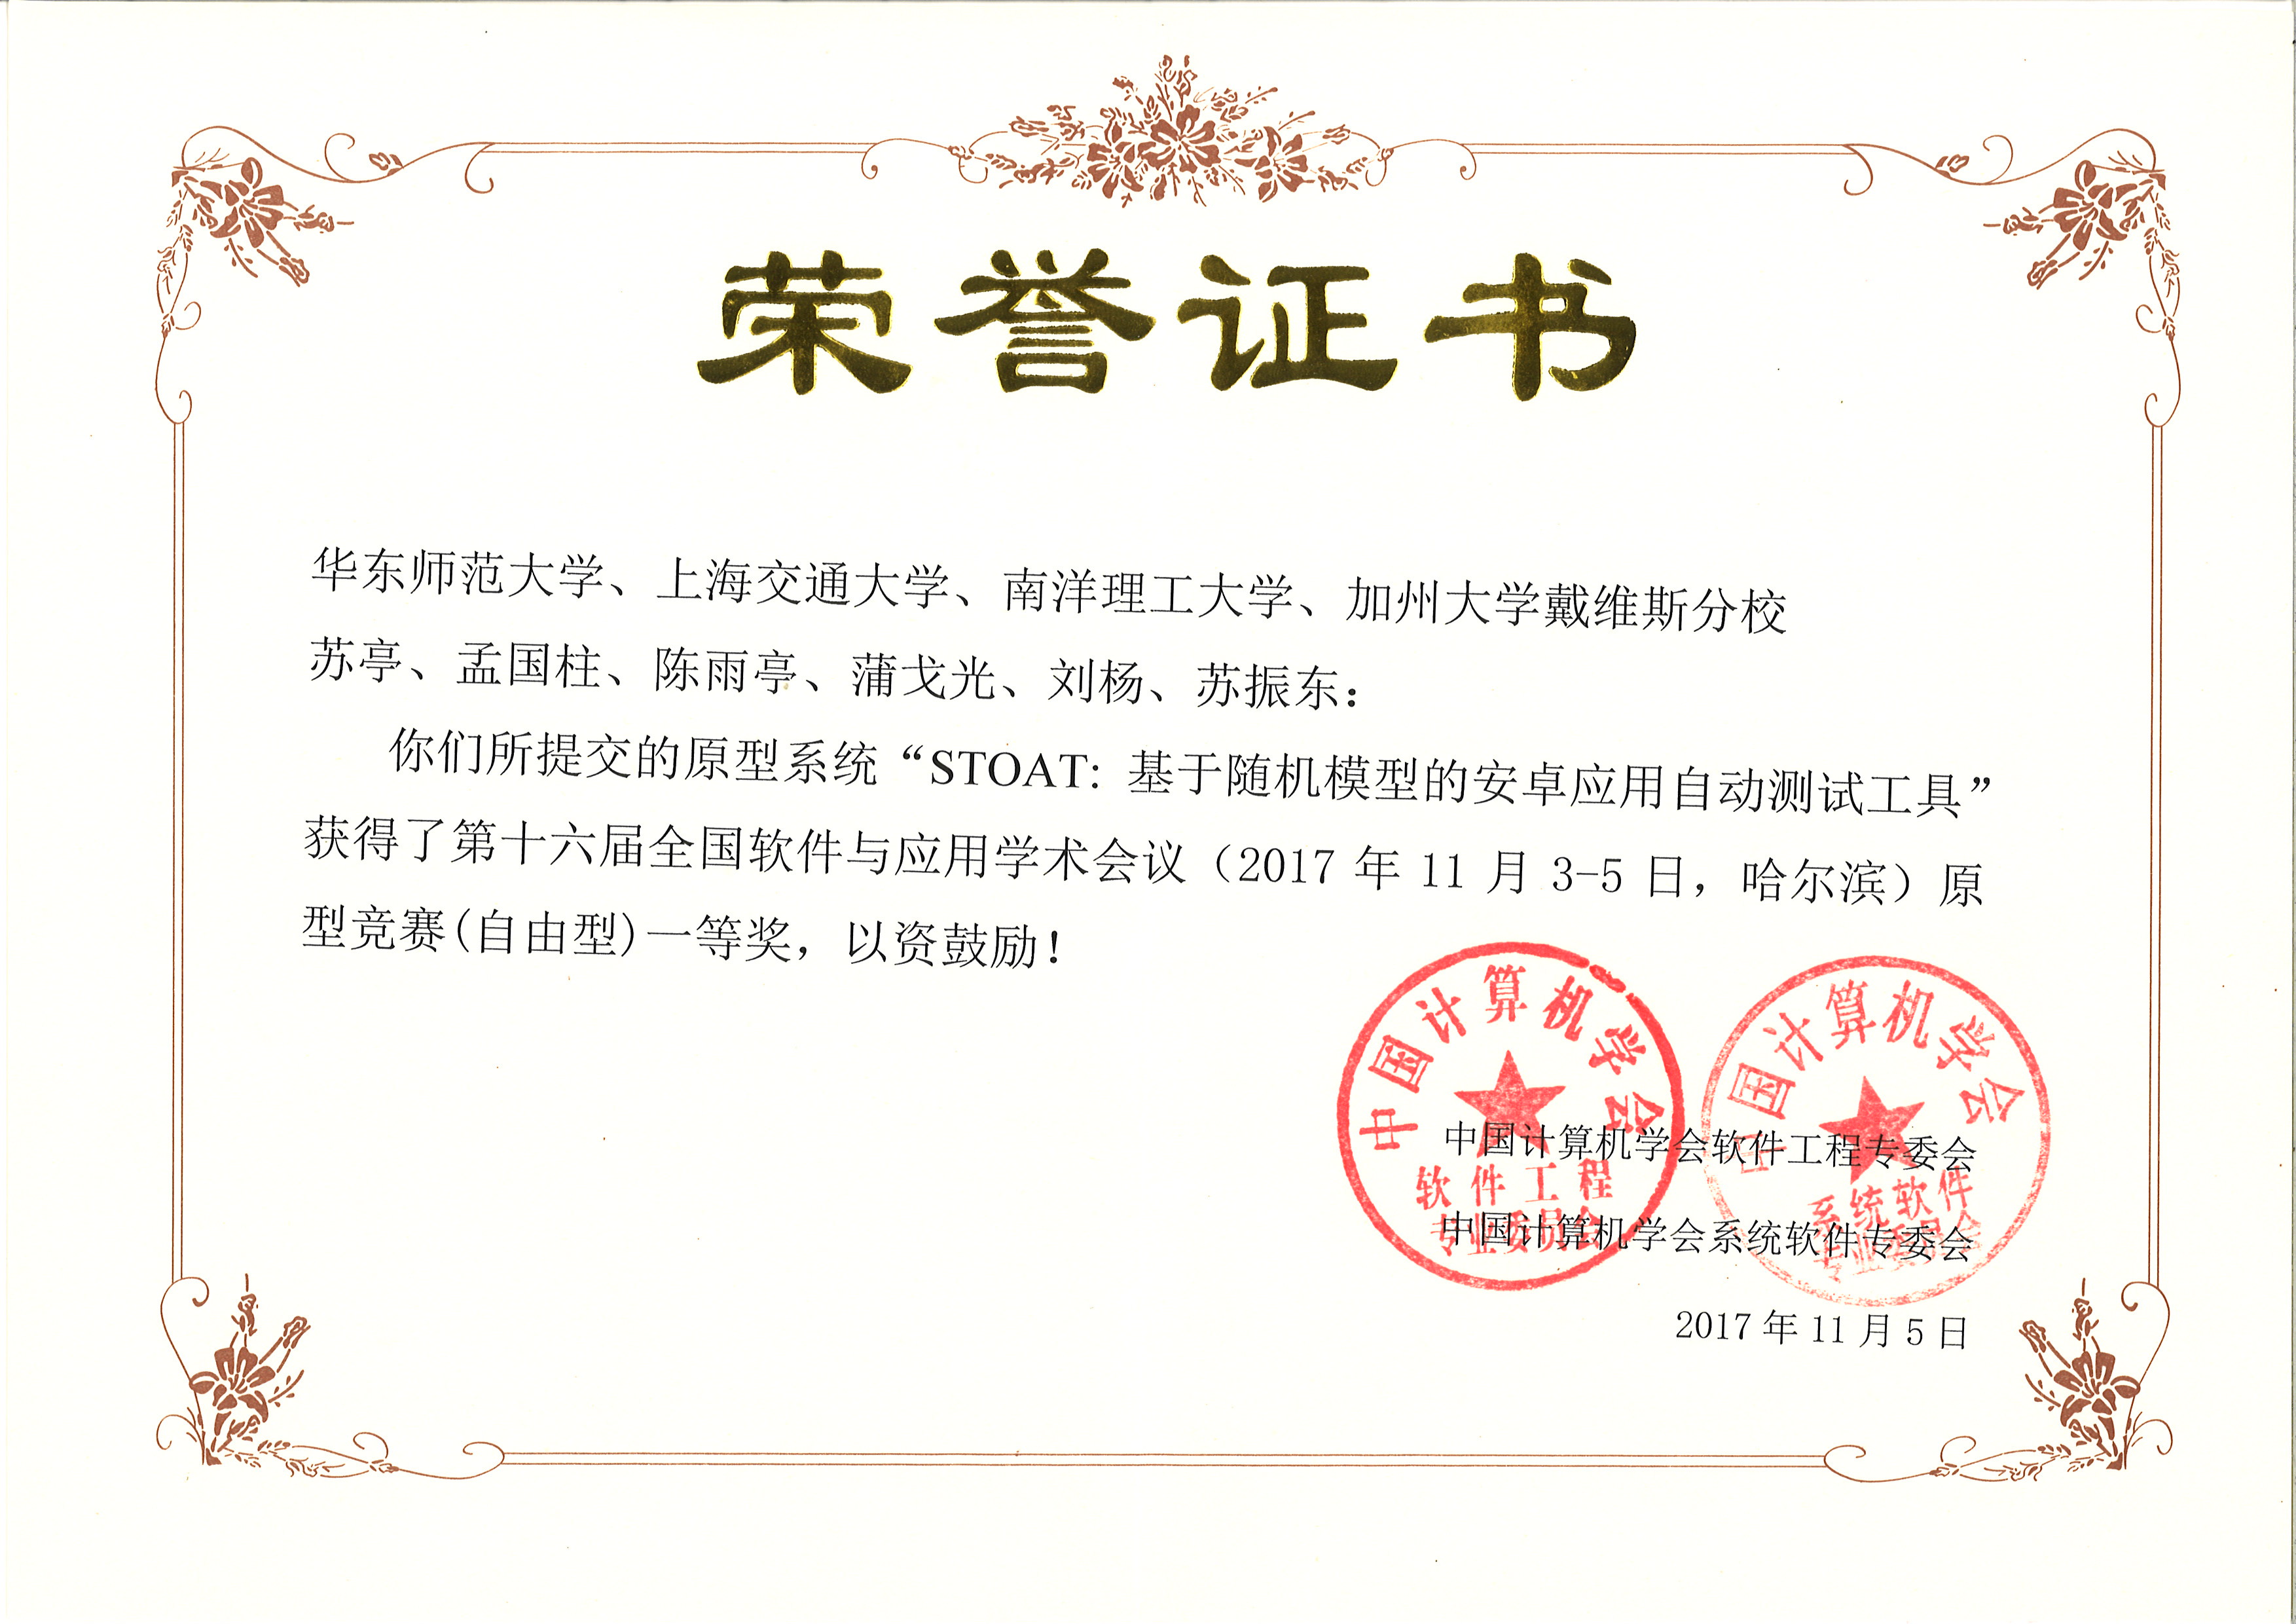 荣誉证书
华东师范大学、上海交通大学、南洋理工大学、加州大学戴维斯分校
苏亭、孟国柱、陈雨亭、蒲戈光、刘杨、苏振东：
你们所提交的原型系统“STOAT: 基于随机模型的安卓应用自动测试工具”
获得了第十六届全国软件与应用学术会议（2017 年 11 月 3-5 日，哈尔滨）原
型竞赛(自由型)一等奖，以资鼓励！
中国计算机学会
软件工程
专业委员会
中国计算机学会
系统软件
专业委员会
中国计算机学会软件工程专委会
中国计算机学会系统软件专委会
2017 年 11 月 5 日